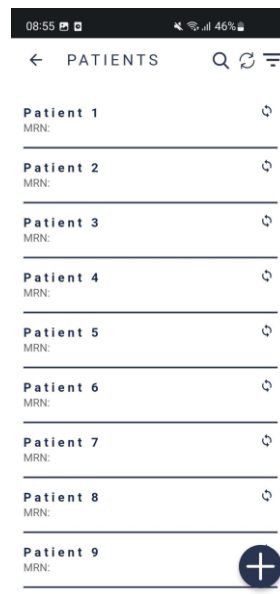 08:55 46%
PATIENTS
Patient 1
MRN:
Patient 2
MRN:
Patient 3
MRN:
Patient 4
MRN:
Patient 5
MRN:
Patient 6
MRN:
Patient 7
MRN:
Patient 8
MRN:
Patient 9
MRN: